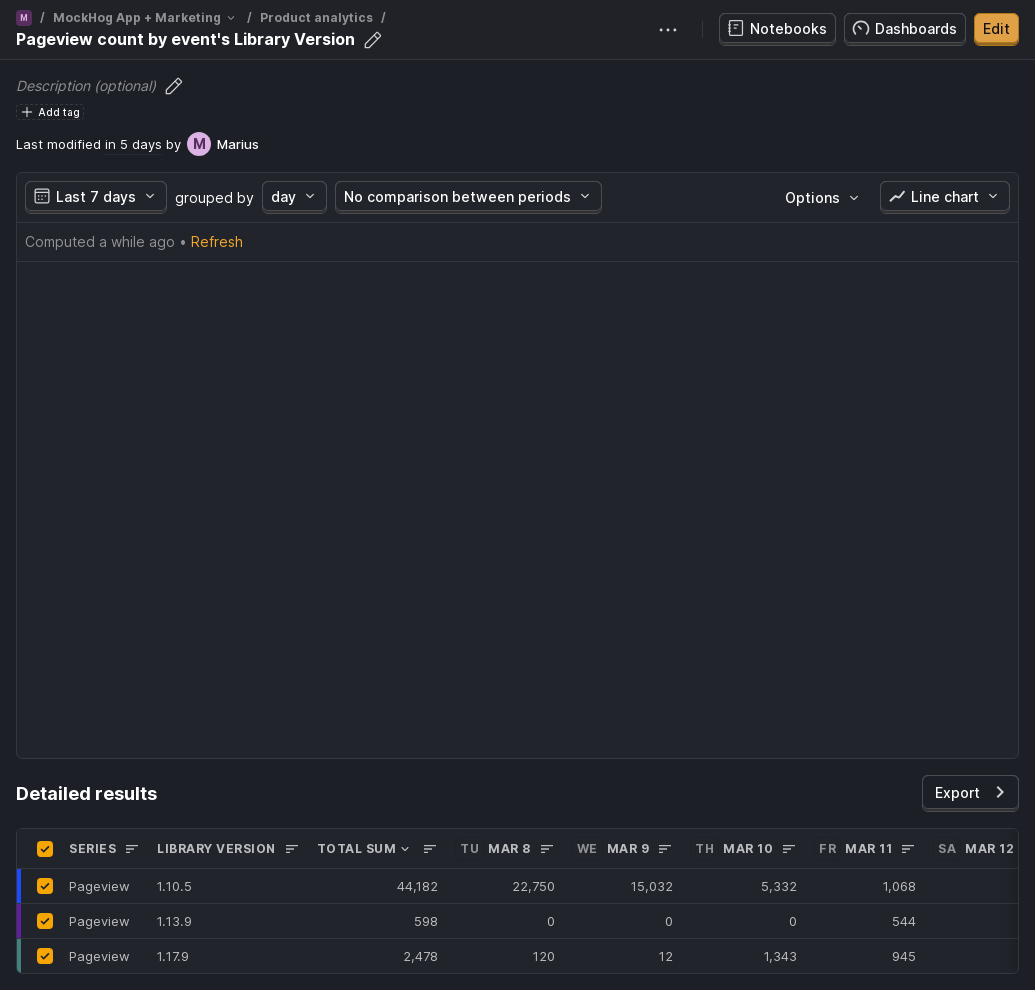 M / MockHog App + Marketing / Product analytics /
Pageview count by event's Library Version
Notebooks
Dashboards
Edit
Description (optional)
Add tag
Last modified in 5 days by M Marius
Last 7 days grouped by day No comparison between periods Options Line chart
Computed a while ago • Refresh
Detailed results
Export
SERIES LIBRARY VERSION TOTAL SUM TU MAR 8 WE MAR 9 TH MAR 10 FR MAR 11 SA MAR 12
Pageview 1.10.5 44,182 22,750 15,032 5,332 1,068
Pageview 1.13.9 598 0 0 0 544
Pageview 1.17.9 2,478 120 12 1,343 945